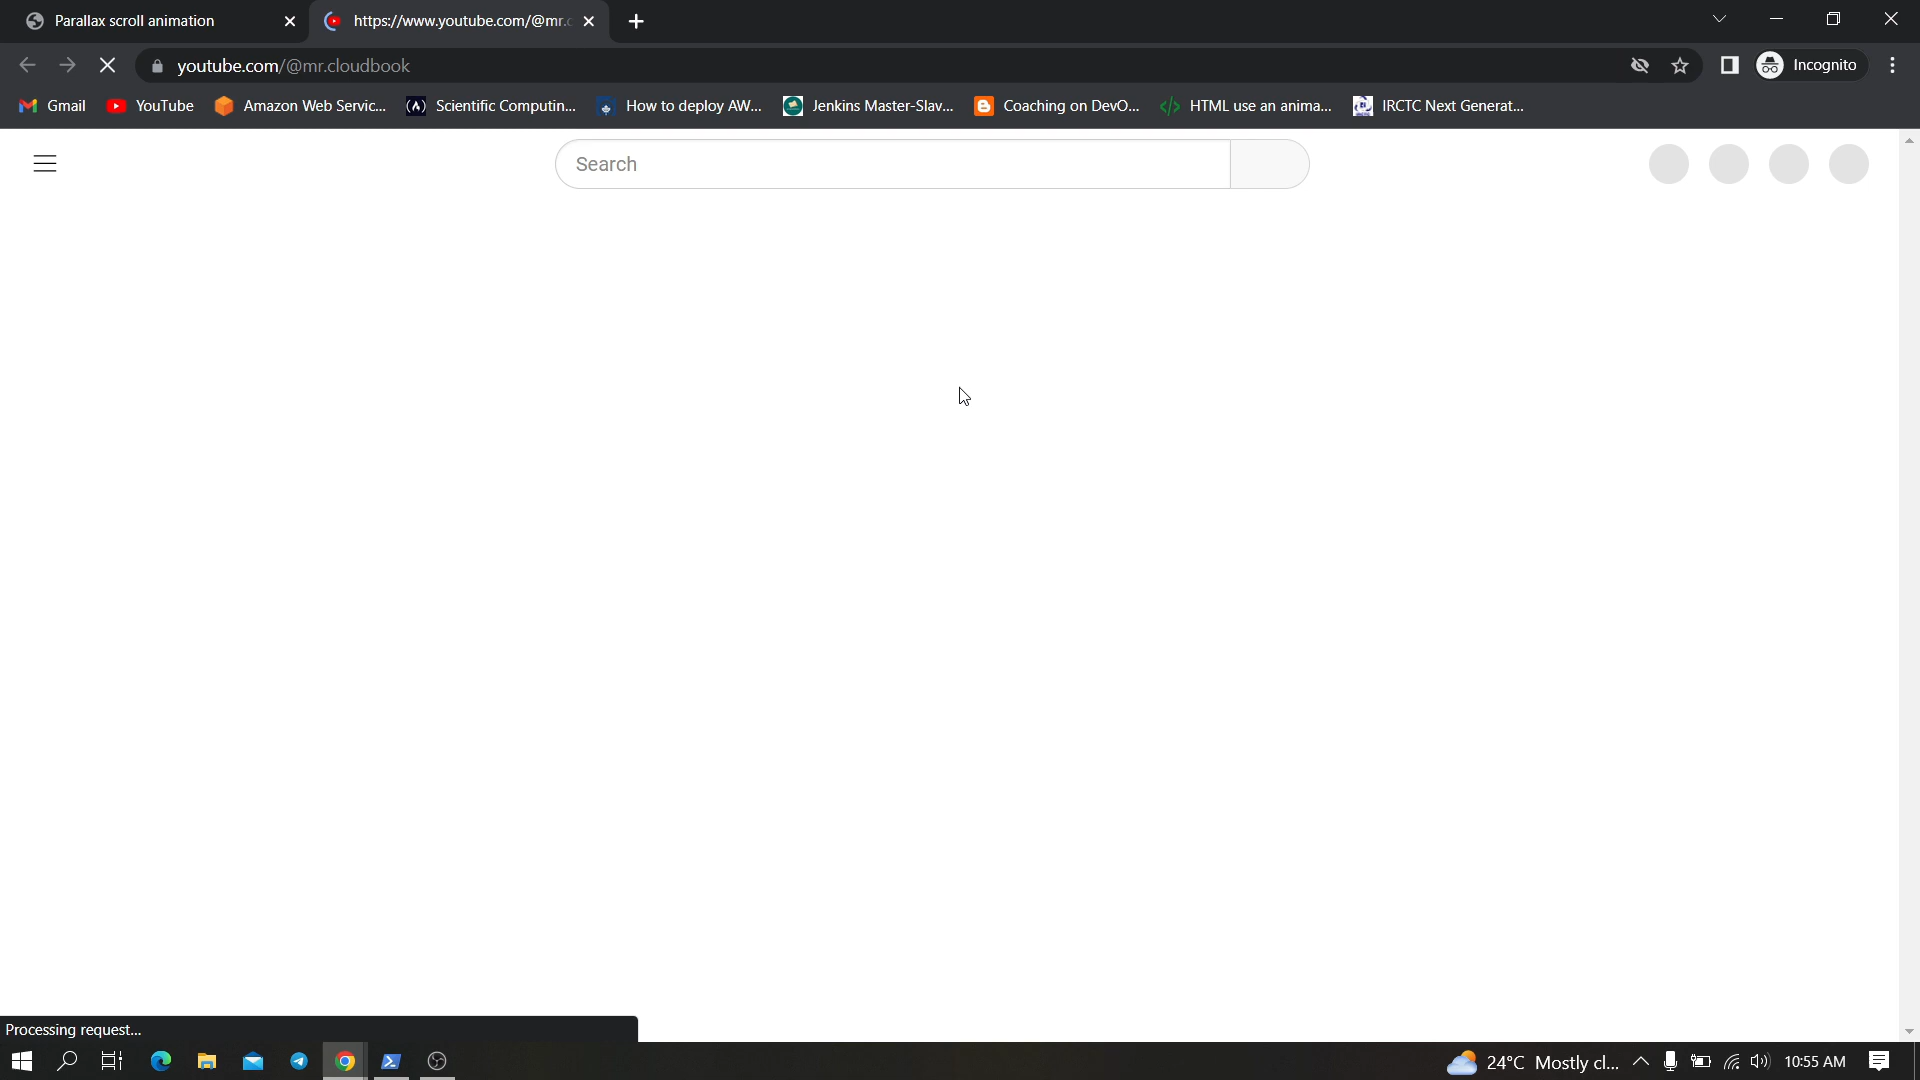 Parallax scroll animation
https://www.youtube.com/@mr.c
youtube.com/@mr.cloudbook
Incognito
Gmail
YouTube
Amazon Web Servic...
Scientific Computin...
How to deploy AW...
Jenkins Master-Slav...
Coaching on DevO...
HTML use an anima...
IRCTC Next Generat...
Search
Processing request...
24°C Mostly cl...
10:55 AM